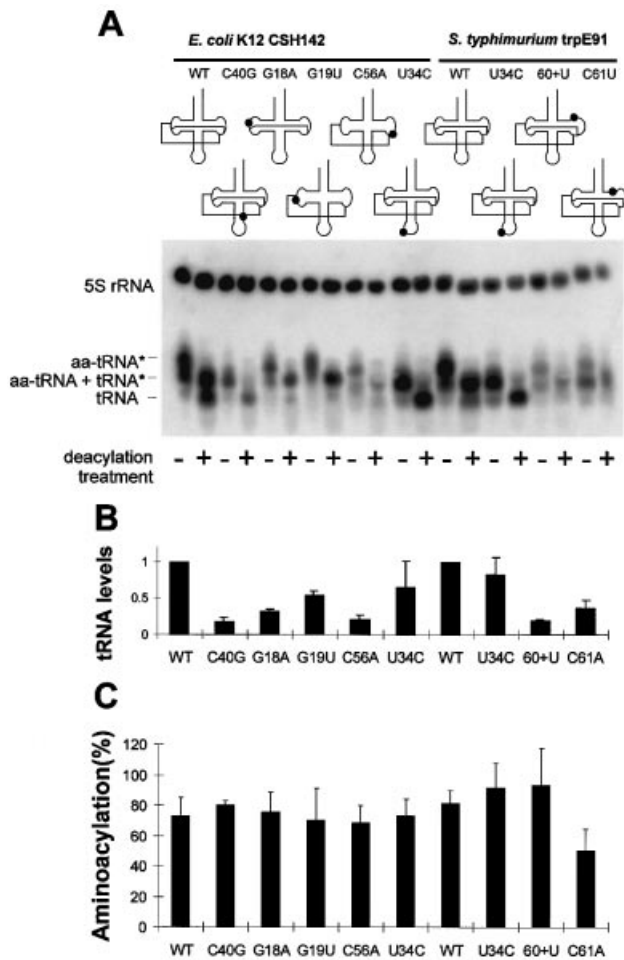 A
E. coli K12 CSH142 S. typhimurium trpE91
WT C40G G18A G19U C56A U34C WT U34C 60+U C61U
5S rRNA
aa-tRNA*
aa-tRNA + tRNA*
tRNA
deacylation treatment
- + - + - + - + - + - + - + - + - + - +
B
tRNA levels
1
0.5
0
WT C40G G18A G19U C56A U34C WT U34C 60+U C61A
C
Aminoacylation(%)
120
100
80
60
40
20
0
WT C40G G18A G19U C56A U34C WT U34C 60+U C61A